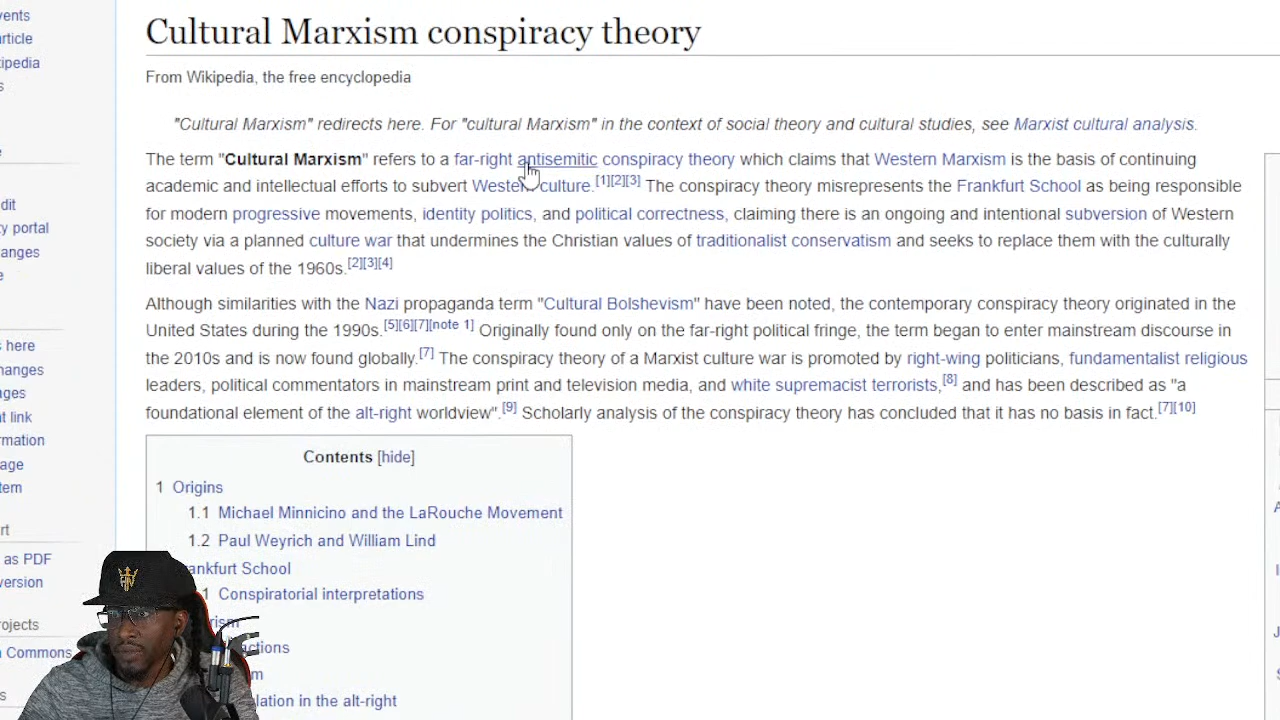 Cultural Marxism conspiracy theory
From Wikipedia, the free encyclopedia
"Cultural Marxism" redirects here. For "cultural Marxism" in the context of social theory and cultural studies, see Marxist cultural analysis.
The term "Cultural Marxism" refers to a far-right antisemitic conspiracy theory which claims that Western Marxism is the basis of continuing
academic and intellectual efforts to subvert Western culture.[1][2][3] The conspiracy theory misrepresents the Frankfurt School as being responsible
for modern progressive movements, identity politics, and political correctness, claiming there is an ongoing and intentional subversion of Western
society via a planned culture war that undermines the Christian values of traditionalist conservatism and seeks to replace them with the culturally
liberal values of the 1960s.[2][3][4]
Although similarities with the Nazi propaganda term "Cultural Bolshevism" have been noted, the contemporary conspiracy theory originated in the
United States during the 1990s.[5][6][7][note 1] Originally found only on the far-right political fringe, the term began to enter mainstream discourse in
the 2010s and is now found globally.[7] The conspiracy theory of a Marxist culture war is promoted by right-wing politicians, fundamentalist religious
leaders, political commentators in mainstream print and television media, and white supremacist terrorists,[8] and has been described as "a
foundational element of the alt-right worldview".[9] Scholarly analysis of the conspiracy theory has concluded that it has no basis in fact.[7][10]
Contents [hide]
1 Origins
1.1 Michael Minnicino and the LaRouche Movement
1.2 Paul Weyrich and William Lind
ankfurt School
1 Conspiratorial interpretations
rism
actions
m
lation in the alt-right
vents
rticle
ipedia
s
e
dit
ty portal
anges
e
s here
hanges
ges
nt link
rmation
age
tem
rt
as PDF
version
rojects
Commons
s